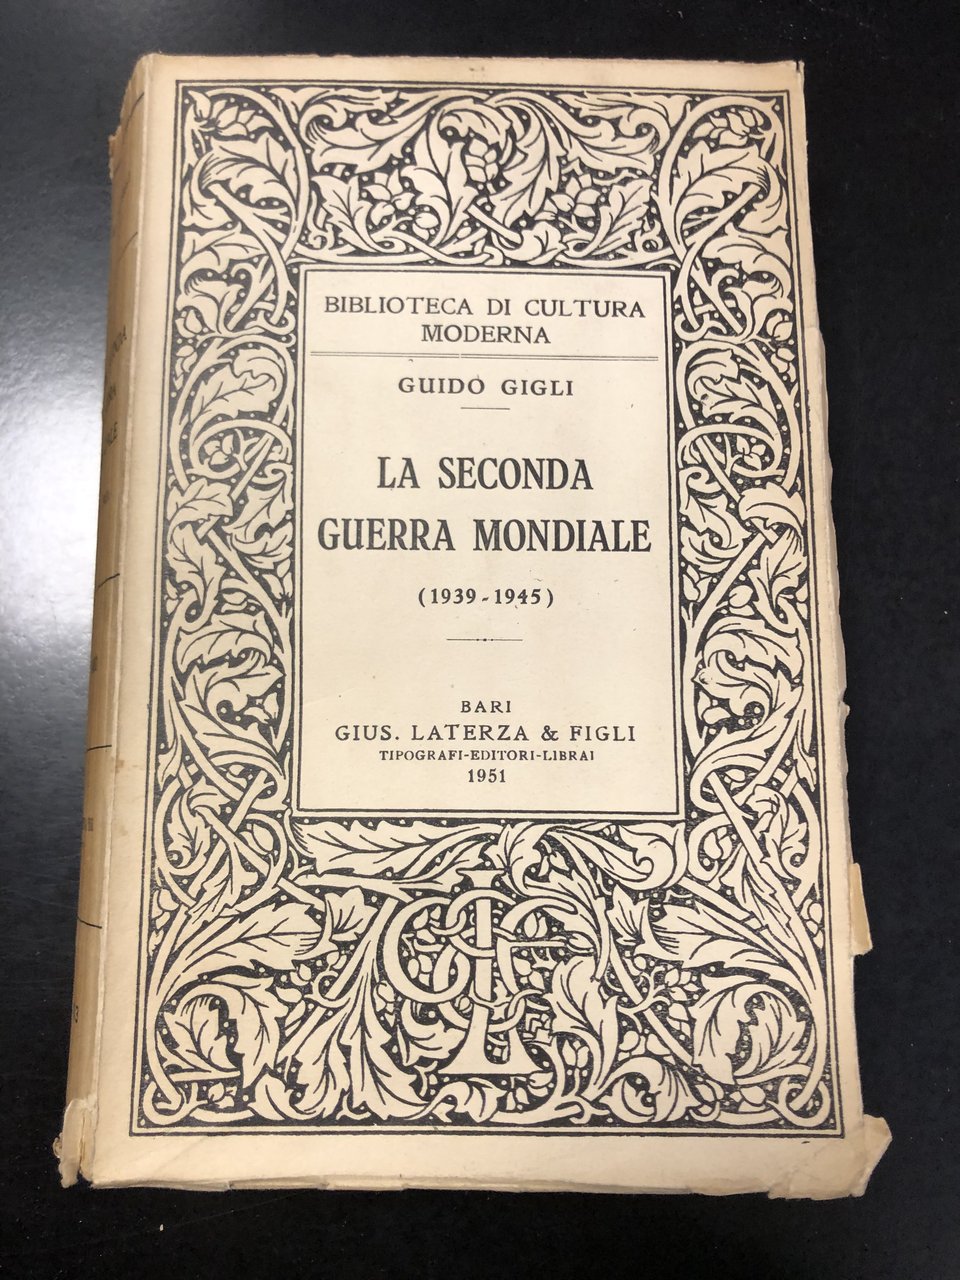 BIBLIOTECA DI CULTURA
MODERNA
GUIDO GIGLI
LA SECONDA
GUERRA MONDIALE
(1939-1945)
BARI
GIUS. LATERZA & FIGLI
TIPOGRAFI-EDITORI-LIBRAI
1951